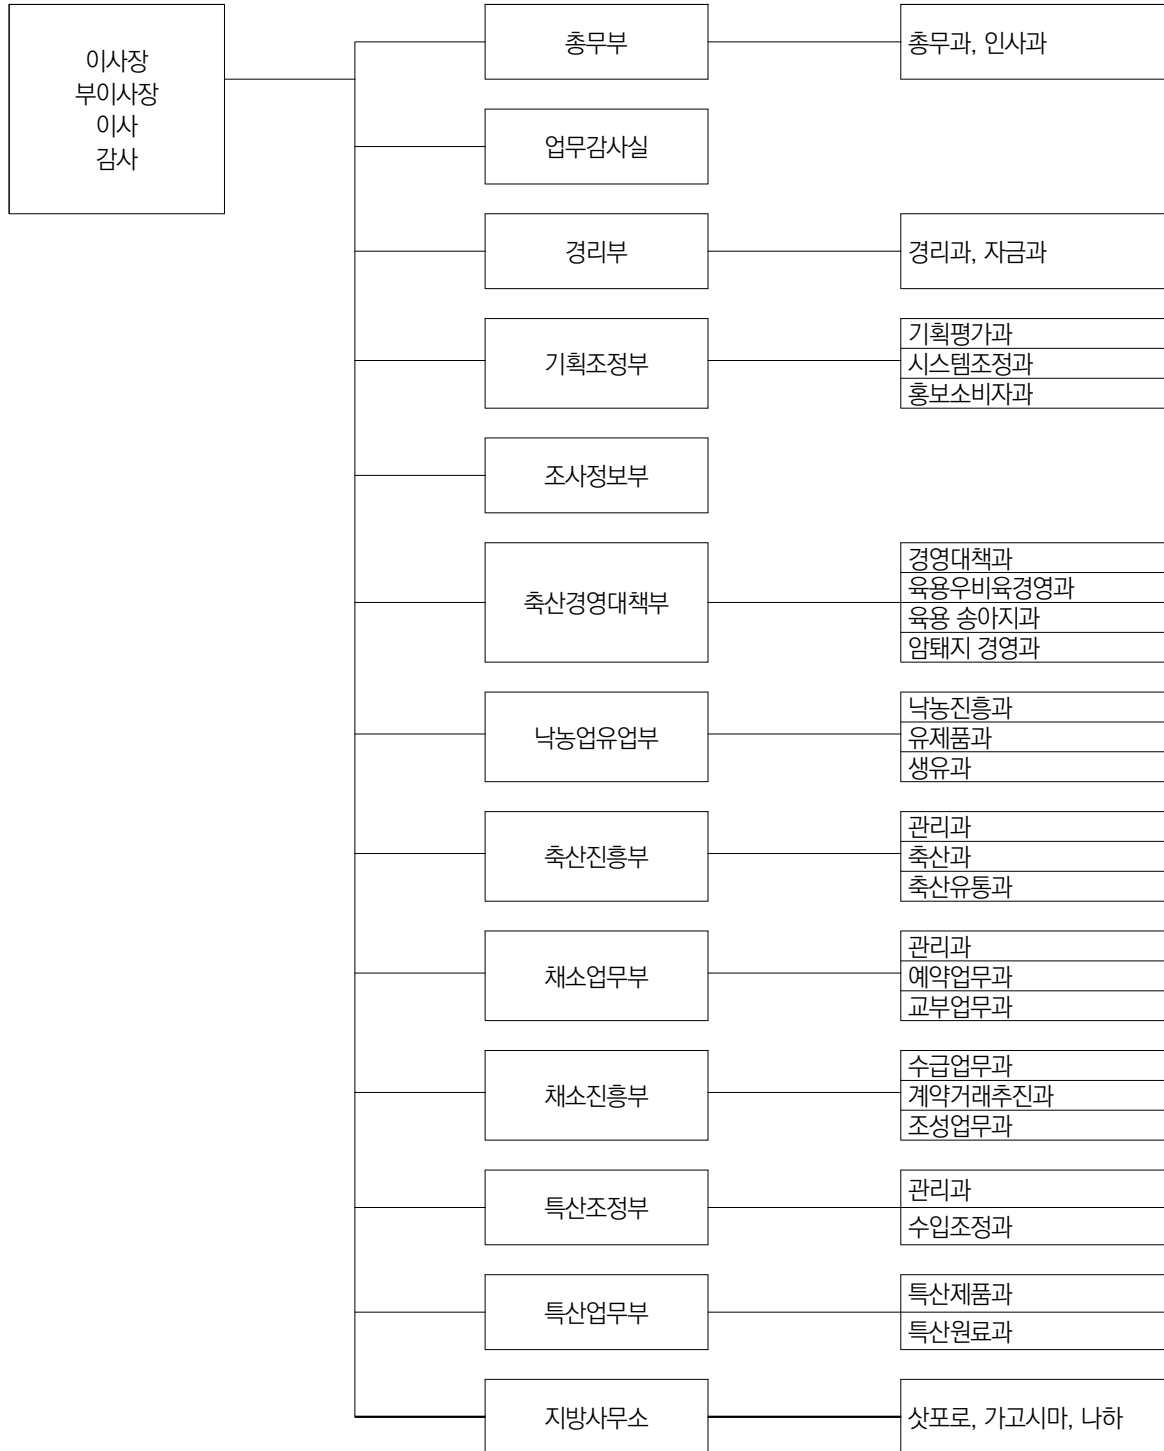 이사장
부이사장
이사
감사
총무부
총무과, 인사과
업무감사실
경리부
경리과, 자금과
기획조정부
기획평가과
시스템조정과
홍보소비자과
조사정보부
축산경영대책부
경영대책과
육용우비육경영과
육용 송아지과
암퇘지 경영과
낙농업유업부
낙농진흥과
유제품과
생유과
축산진흥부
관리과
축산과
축산유통과
채소업무부
관리과
예약업무과
교부업무과
채소진흥부
수급업무과
계약거래추진과
조성업무과
특산조정부
관리과
수입조정과
특산업무부
특산제품과
특산원료과
지방사무소
삿포로, 가고시마, 나하